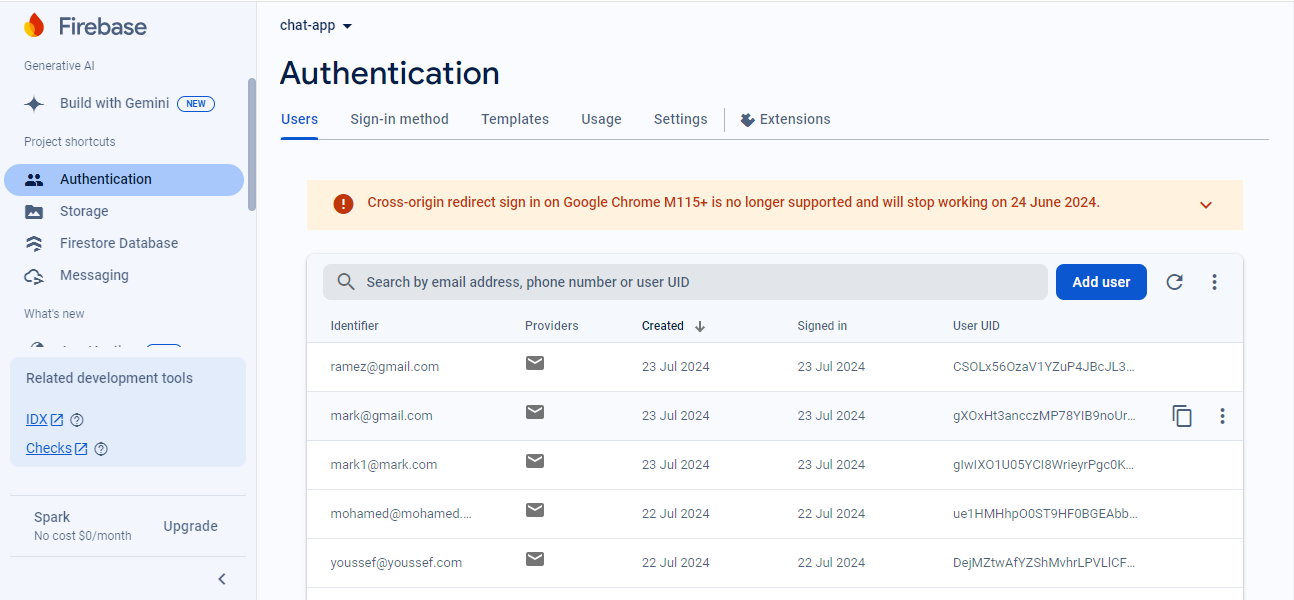 Firebase
Generative AI
Build with Gemini NEW
Project shortcuts
Authentication
Storage
Firestore Database
Messaging
What's new
Related development tools
IDX
Checks
Spark
No cost $0/month
Upgrade
chat-app
Authentication
Users Sign-in method Templates Usage Settings Extensions
Cross-origin redirect sign in on Google Chrome M115+ is no longer supported and will stop working on 24 June 2024.
Search by email address, phone number or user UID Add user
Identifier Providers Created Signed in User UID
ramez@gmail.com 23 Jul 2024 23 Jul 2024 CSOLx56OzaV1YZuP4JBcJL3...
mark@gmail.com 23 Jul 2024 23 Jul 2024 gXOxHt3ancczMP78YIB9noUr...
mark1@mark.com 23 Jul 2024 23 Jul 2024 gIwIXO1U05YCI8WrieyrPgc0K...
mohamed@mohamed.... 22 Jul 2024 22 Jul 2024 ue1HMHhpO0ST9HF0BGEAbb...
youssef@youssef.com 22 Jul 2024 22 Jul 2024 DejMZtwAfYZShMvhrLPVLlCF...